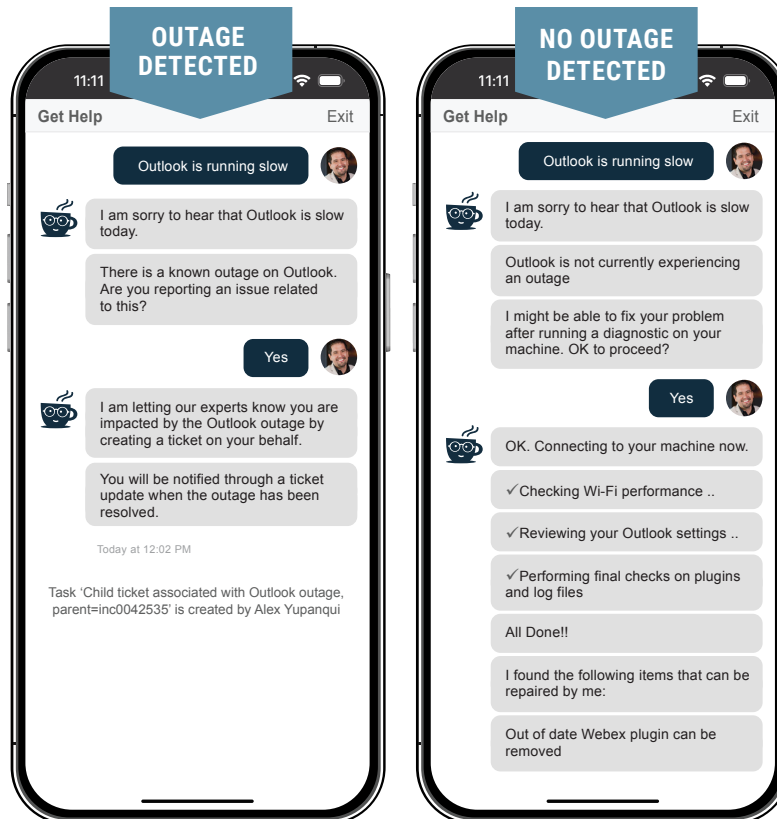 OUTAGE
DETECTED
11:11
Get Help
Exit
Outlook is running slow
I am sorry to hear that Outlook is slow
today.
There is a known outage on Outlook.
Are you reporting an issue related
to this?
Yes
I am letting our experts know you are
impacted by the Outlook outage by
creating a ticket on your behalf.
You will be notified through a ticket
update when the outage has been
resolved.
Today at 12:02 PM
Task ‘Child ticket associated with Outlook outage,
parent=inc0042535’ is created by Alex Yupanqui
NO OUTAGE
DETECTED
11:11
Get Help
Exit
Outlook is running slow
I am sorry to hear that Outlook is slow
today.
Outlook is not currently experiencing
an outage
I might be able to fix your problem
after running a diagnostic on your
machine. OK to proceed?
Yes
OK. Connecting to your machine now.
✓Checking Wi-Fi performance ..
✓Reviewing your Outlook settings ..
✓Performing final checks on plugins
and log files
All Done!!
I found the following items that can be
repaired by me:
Out of date Webex plugin can be
removed